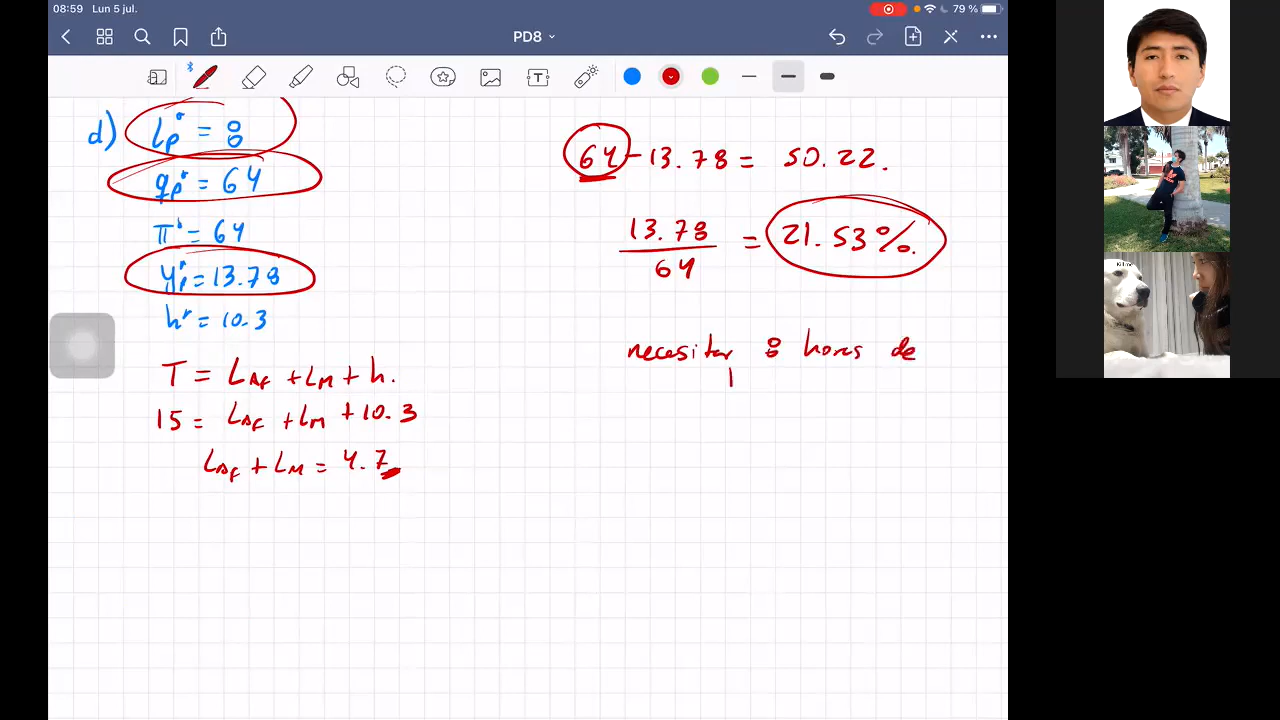 08:59 Lun 5 jul.
79 %
PD8
d) Lp* = 8
qp* = 64
π* = 64
yp* = 13.78
h* = 10.3
T = LAF + LM + h.
15 = LAF + LM + 10.3
LAF + LM = 4.7
64 - 13.78 = 50.22.
13.78
64
= 21.53%.
necesitar 8 horas de